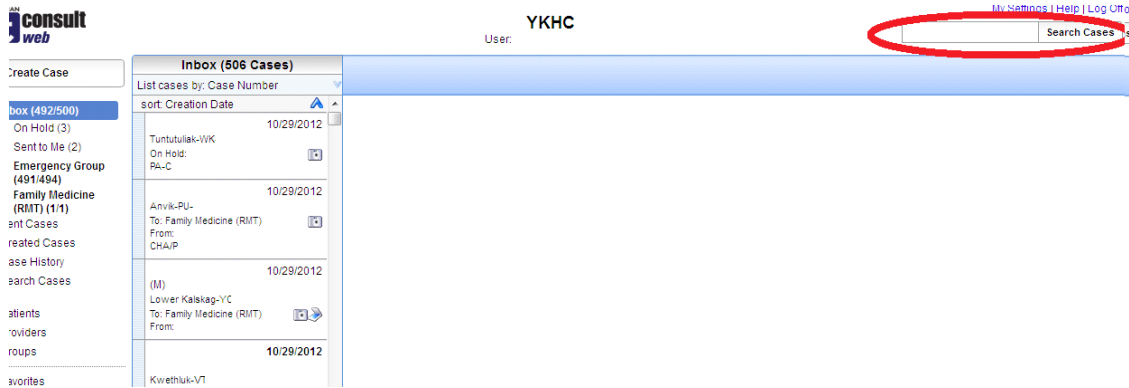 AN
consult
web
YKHC
User:
My Settings | Help | Log Off
Search Cases
Create Case
Inbox (506 Cases)
List cases by: Case Number
sort: Creation Date
box (492/500)
On Hold (3)
Sent to Me (2)
Emergency Group
(491/494)
Family Medicine
(RMT) (1/1)
ent Cases
reated Cases
ase History
earch Cases
atients
roviders
roups
avorites
10/29/2012
Tuntutuliak-WK
On Hold:
PA-C
10/29/2012
Anvik-PU-
To: Family Medicine (RMT)
From:
CHA/P
10/29/2012
(M)
Lower Kalskag-YC
To: Family Medicine (RMT)
From:
10/29/2012
Kwethluk-VT